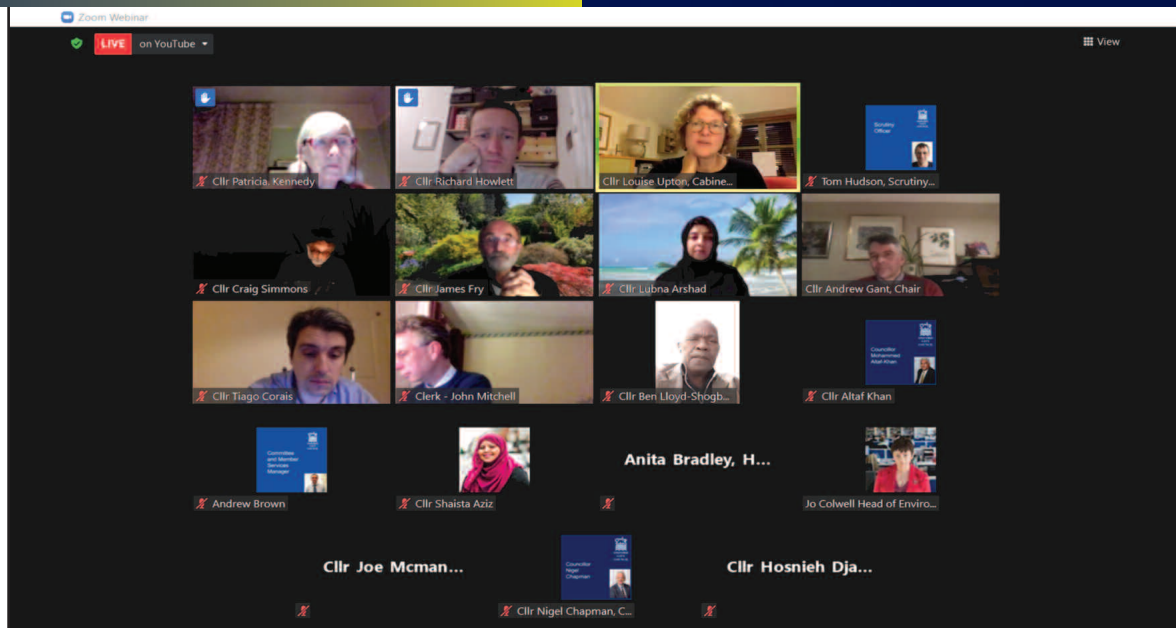 Zoom Webinar
LIVE on YouTube
View
Cllr Patricia. Kennedy
Cllr Richard Howlett
Cllr Louise Upton, Cabine...
Scrutiny
Officer
Tom Hudson, Scrutiny...
Cllr Craig Simmons
Cllr James Fry
Cllr Lubna Arshad
Cllr Andrew Gant, Chair
Cllr Tiago Corais
Clerk - John Mitchell
Cllr Ben Lloyd-Shogb...
Councillor
Mohammed
Altaf Khan
Cllr Altaf Khan
Committee
and Member
Services
Manager
Andrew Brown
Cllr Shaista Aziz
Anita Bradley, H...
Jo Colwell Head of Enviro...
Cllr Joe Mcman...
Councillor
Nigel
Chapman
Cllr Nigel Chapman, C...
Cllr Hosnieh Dja...